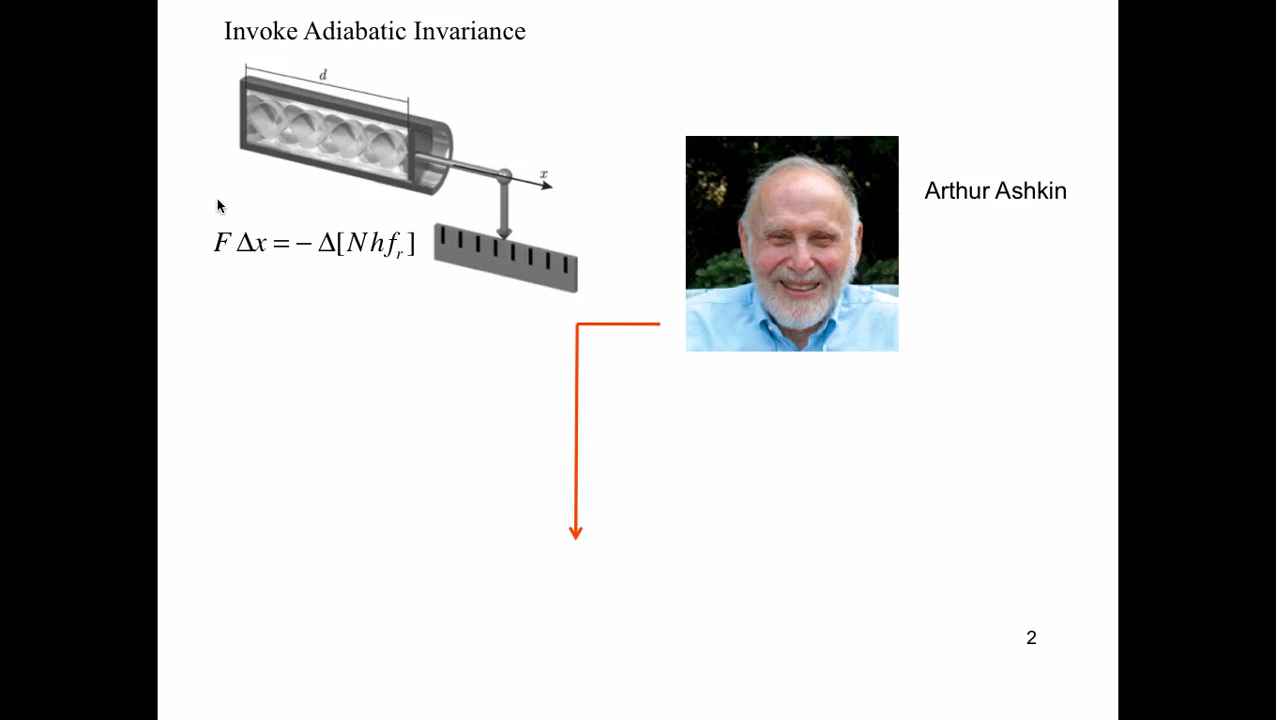 Invoke Adiabatic Invariance
d
x
Arthur Ashkin
F Δx = − Δ[N h f_r]
2